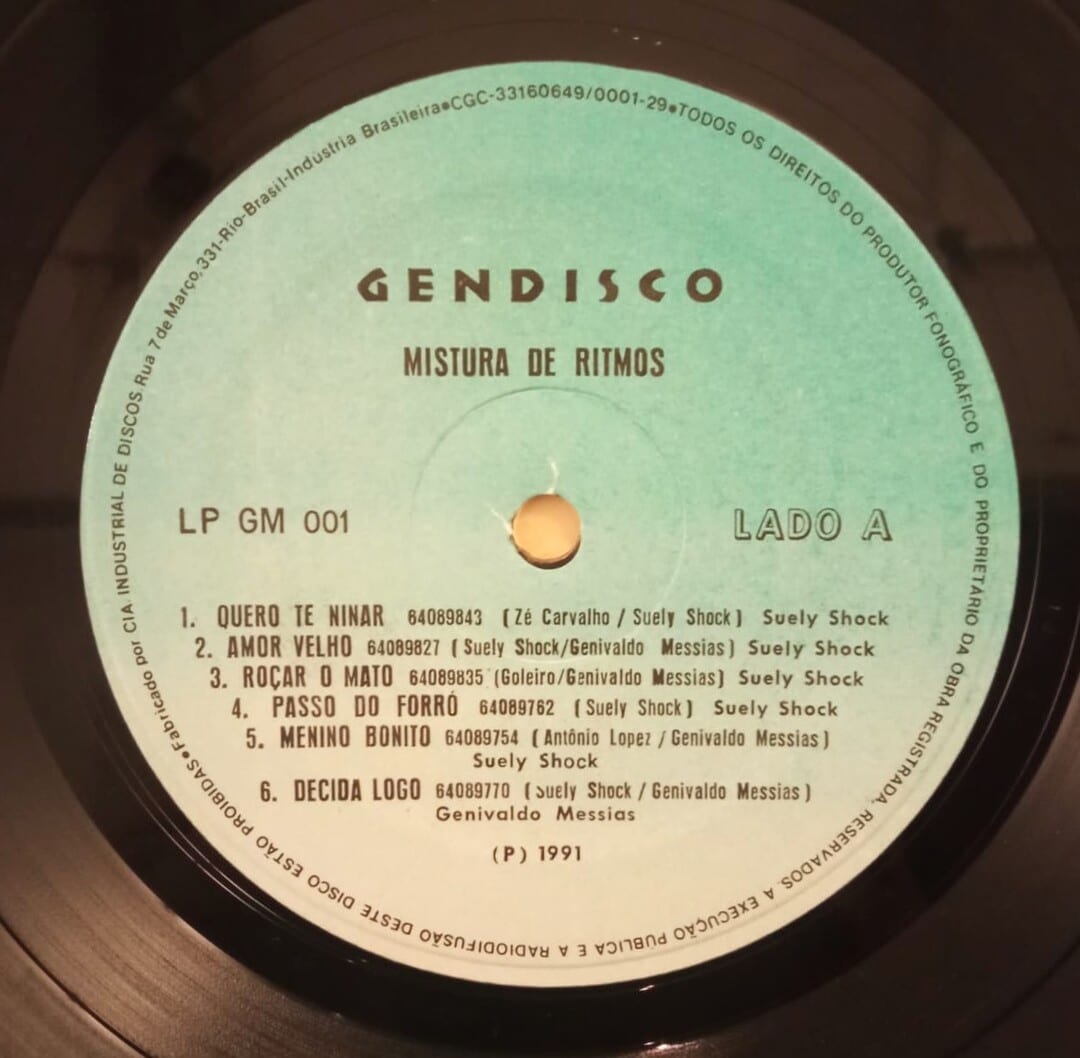 Fabricado por CIA INDUSTRIAL DE DISCOS. Rua 7 de Março, 331-Rio-Brasil-Indústria Brasileira•CGC-33160649/0001-29•TODOS OS DIREITOS DO PRODUTOR FONOGRÁFICO E DO PROPRIETÁRIO DA OBRA REGISTRADA, RESERVADOS. A EXECUÇÃO PUBLICA E A RADIODIFUSÃO DESTE DISCO ESTÃO PROIBIDAS•
GENDISCO
MISTURA DE RITMOS
LP GM 001
LADO A
1. QUERO TE NINAR 64089843 (Zé Carvalho / Suely Shock) Suely Shock
2. AMOR VELHO 64089827 (Suely Shock/Genivaldo Messias) Suely Shock
3. ROÇAR O MATO 64089835 (Goleiro/Genivaldo Messias) Suely Shock
4. PASSO DO FORRÓ 64089762 (Suely Shock) Suely Shock
5. MENINO BONITO 64089754 (Antônio Lopez / Genivaldo Messias)
Suely Shock
6. DECIDA LOGO 64089770 (Suely Shock / Genivaldo Messias)
Genivaldo Messias
(P) 1991